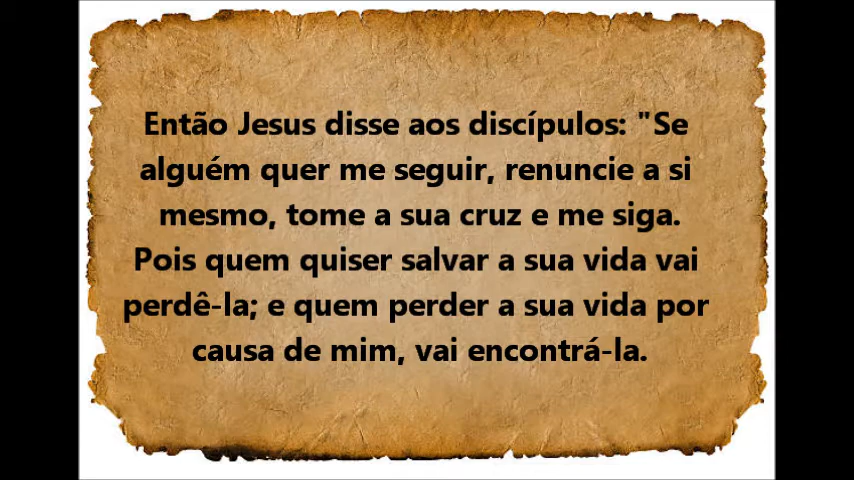 Então Jesus disse aos discípulos: "Se
alguém quer me seguir, renuncie a si
mesmo, tome a sua cruz e me siga.
Pois quem quiser salvar a sua vida vai
perdê-la; e quem perder a sua vida por
causa de mim, vai encontrá-la.